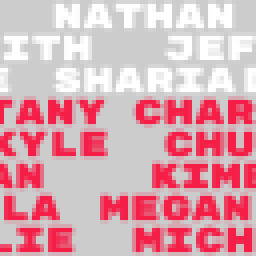 NATHAN
ITH JEF
E SHARIA D
TANY CHAR
KYLE CHU
AN KIME
LA MEGAN
LIE MICH